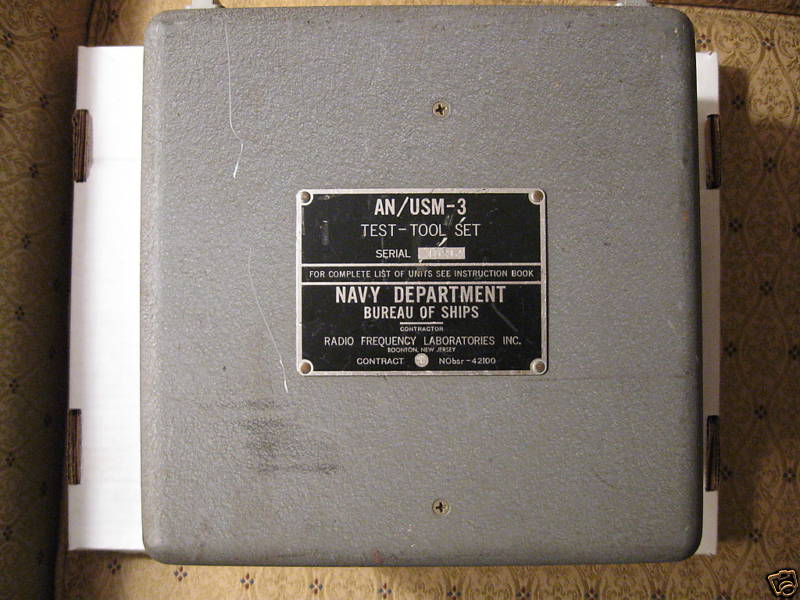 AN/USM-3
TEST-TOOL SET
SERIAL
FOR COMPLETE LIST OF UNITS SEE INSTRUCTION BOOK
NAVY DEPARTMENT
BUREAU OF SHIPS
CONTRACTOR
RADIO FREQUENCY LABORATORIES INC.
BOONTON, NEW JERSEY
CONTRACT NObsr-42100